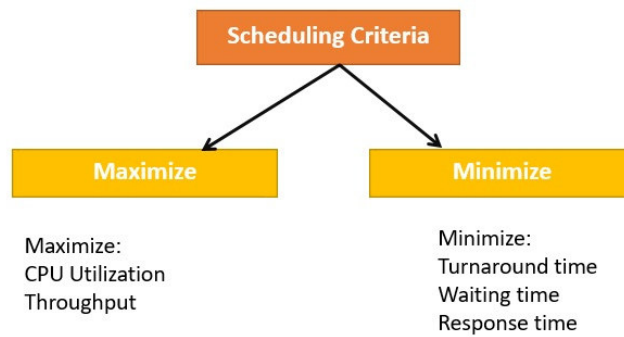 Scheduling Criteria
Maximize
Minimize
Maximize:
CPU Utilization
Throughput
Minimize:
Turnaround time
Waiting time
Response time